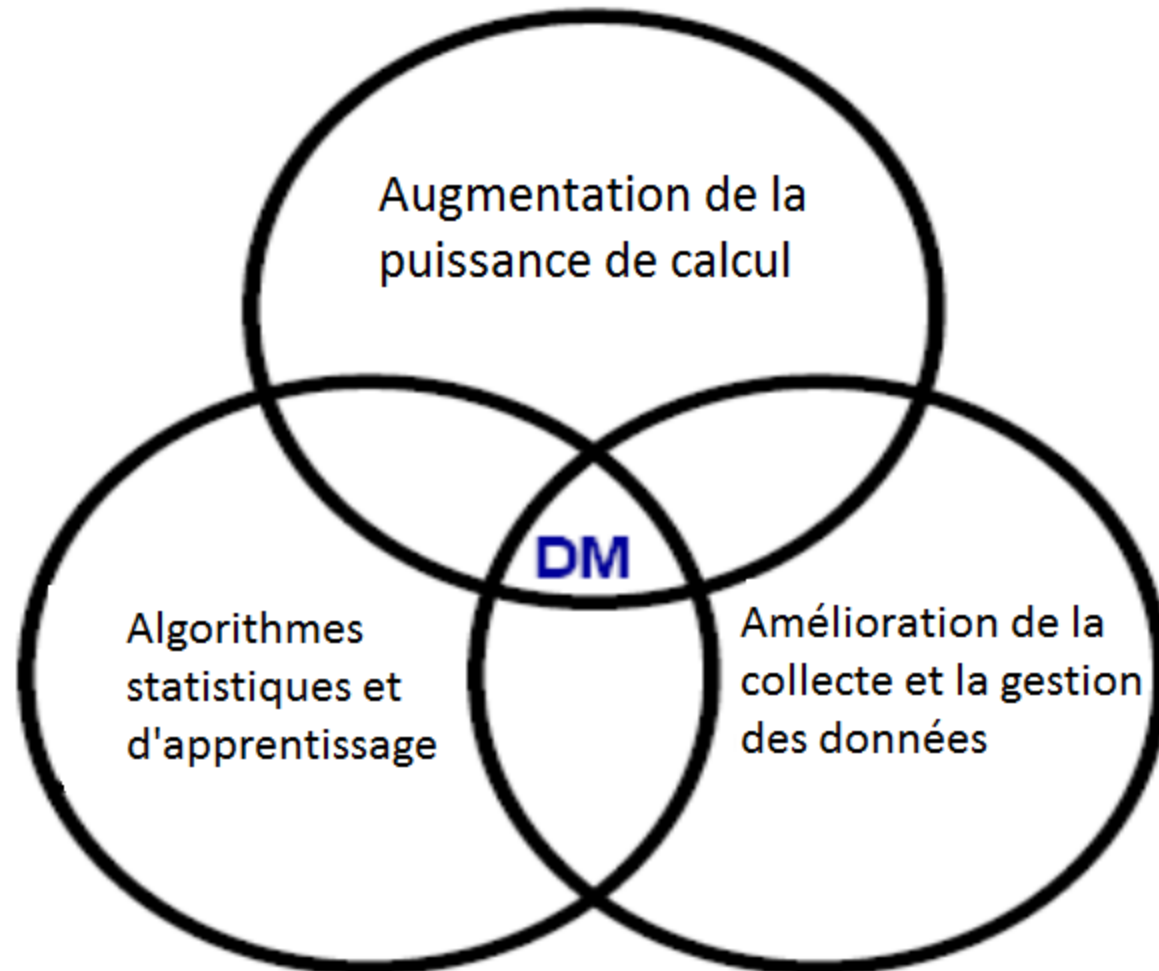 Augmentation de la
puissance de calcul
DM
Algorithmes
statistiques et
d'apprentissage
Amélioration de la
collecte et la gestion
des données